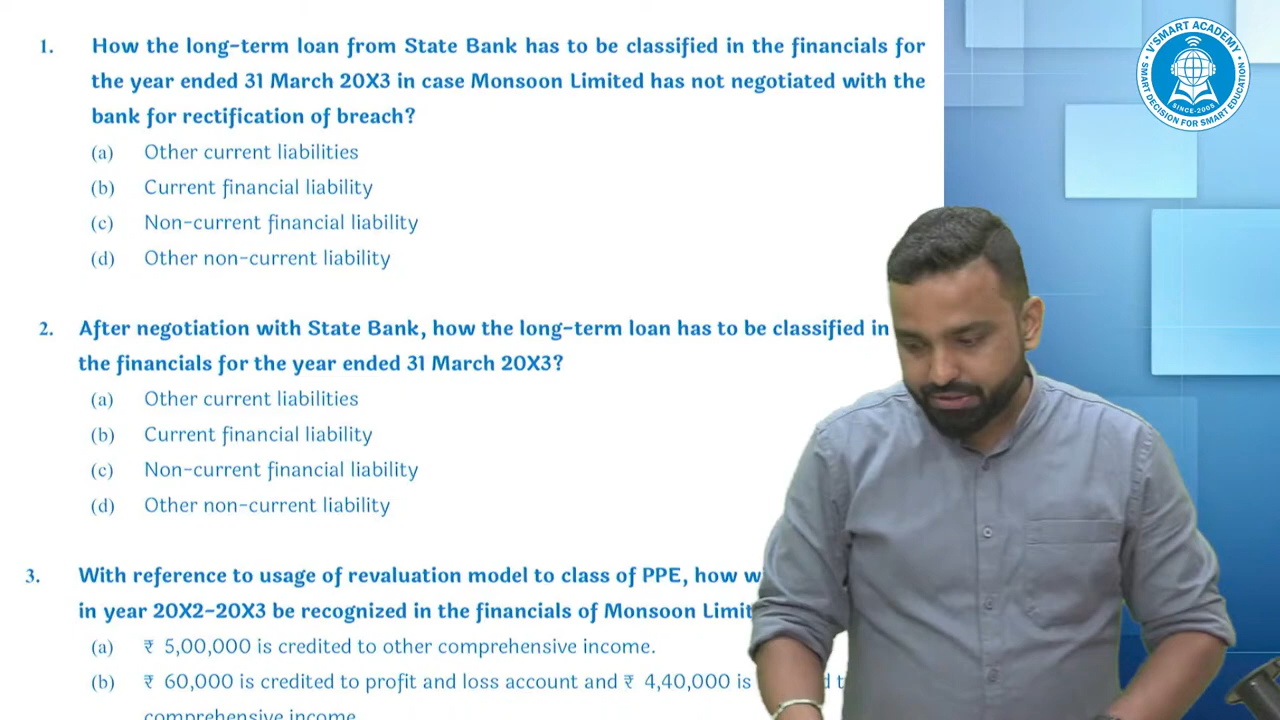 1. How the long-term loan from State Bank has to be classified in the financials for
the year ended 31 March 20X3 in case Monsoon Limited has not negotiated with the
bank for rectification of breach?
(a) Other current liabilities
(b) Current financial liability
(c) Non-current financial liability
(d) Other non-current liability
2. After negotiation with State Bank, how the long-term loan has to be classified in
the financials for the year ended 31 March 20X3?
(a) Other current liabilities
(b) Current financial liability
(c) Non-current financial liability
(d) Other non-current liability
3. With reference to usage of revaluation model to class of PPE, how
in year 20X2-20X3 be recognized in the financials of Monsoon
(a) ₹ 5,00,000 is credited to other comprehensive income.
(b) ₹ 60,000 is credited to profit and loss account and ₹ 4,40,000 is
comprehensive income
V'SMART ACADEMY
SINCE-2005
SMART DECISION FOR SMART EDUCATION